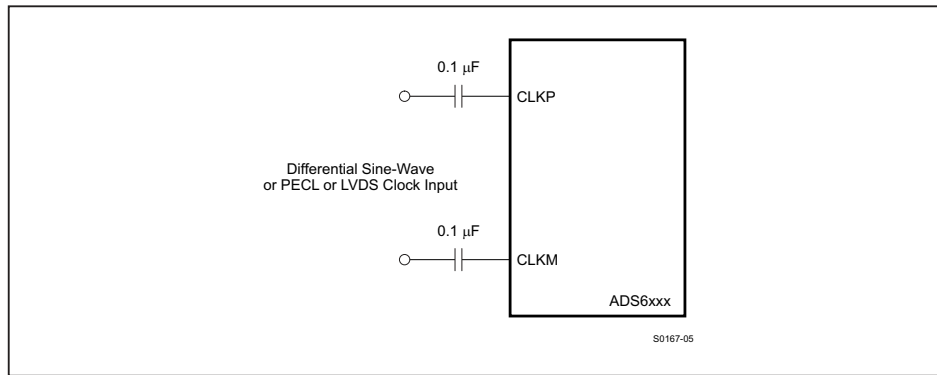 0.1 μF
CLKP
Differential Sine-Wave
or PECL or LVDS Clock Input
0.1 μF
CLKM
ADS6xxx
S0167-05